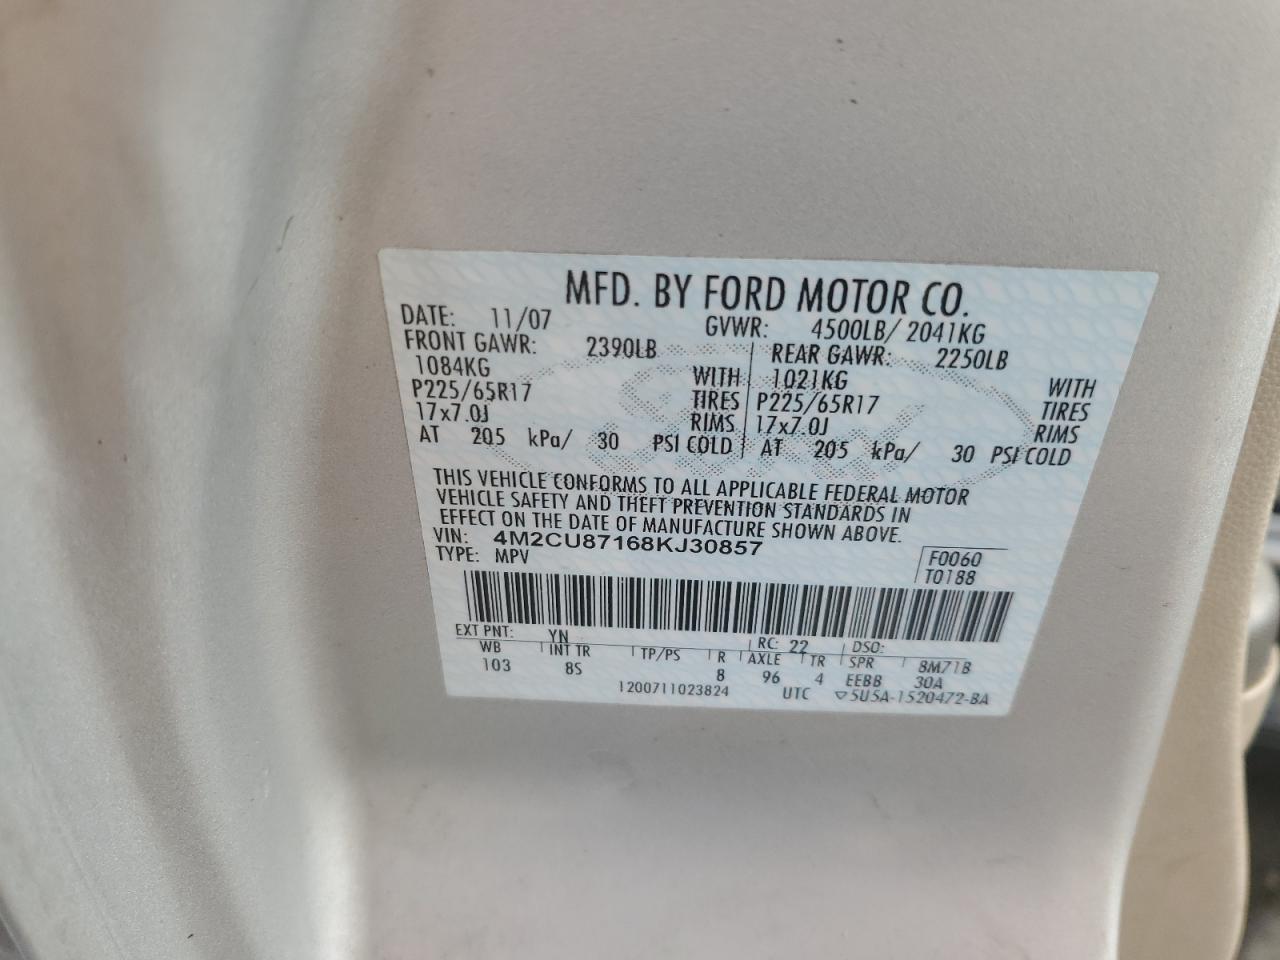 MFD. BY FORD MOTOR CO.
DATE: 11/07 GVWR: 4500LB/ 2041KG
FRONT GAWR: 2390LB REAR GAWR: 2250LB
1084KG WITH 1021KG WITH
P225/65R17 TIRES P225/65R17 TIRES
17x7.0J RIMS 17x7.0J RIMS
AT 205 kPa/ 30 PSI COLD AT 205 kPa/ 30 PSI COLD
THIS VEHICLE CONFORMS TO ALL APPLICABLE FEDERAL MOTOR
VEHICLE SAFETY AND THEFT PREVENTION STANDARDS IN
EFFECT ON THE DATE OF MANUFACTURE SHOWN ABOVE.
VIN: 4M2CU87168KJ30857
TYPE: MPV
F0060
T0188
EXT PNT: YN RC: 22 DSO:
WB INT TR TP/PS R AXLE TR SPR 8M71B
103 8S 8 96 4 EEBB 30A
1200711023824 UTC ▽5U5A-1520472-BA